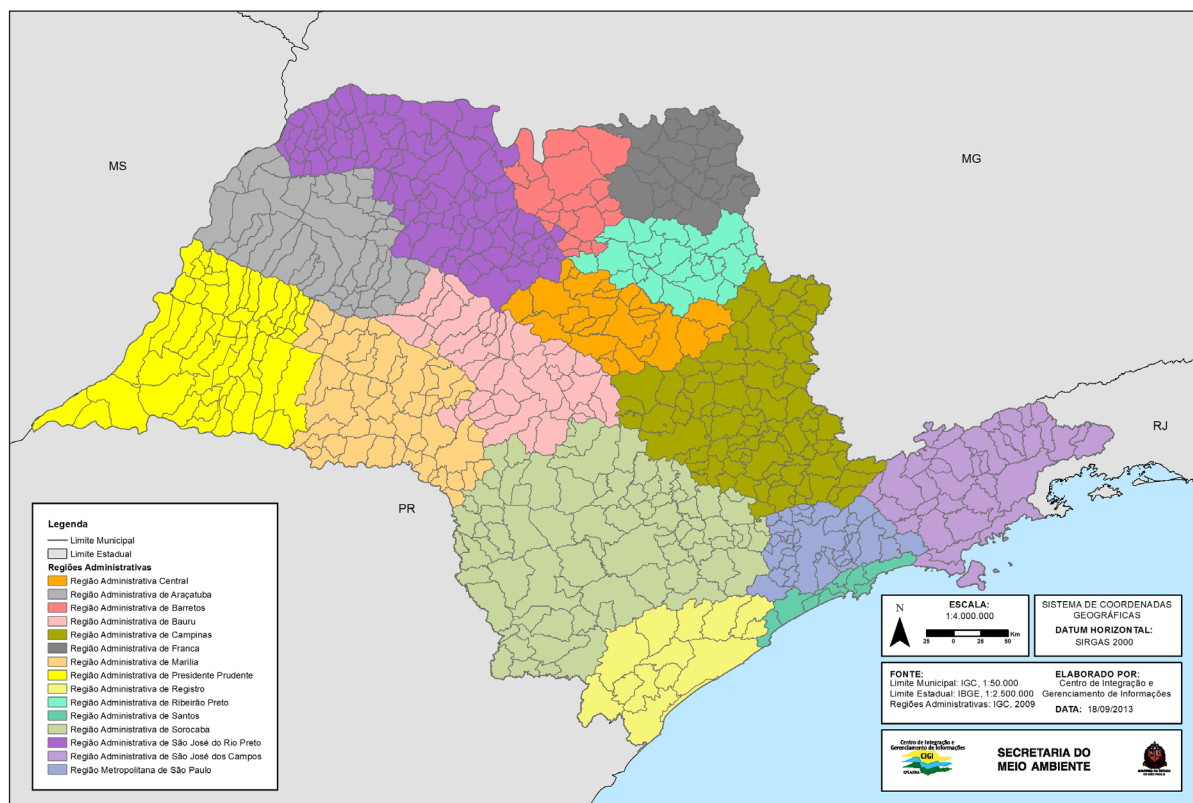 MS
MG
RJ
PR
Legenda
Limite Municipal
Limite Estadual
Regiões Administrativas
Região Administrativa Central
Região Administrativa de Araçatuba
Região Administrativa de Barretos
Região Administrativa de Bauru
Região Administrativa de Campinas
Região Administrativa de Franca
Região Administrativa de Marília
Região Administrativa de Presidente Prudente
Região Administrativa de Registro
Região Administrativa de Ribeirão Preto
Região Administrativa de Santos
Região Administrativa de Sorocaba
Região Administrativa de São José do Rio Preto
Região Administrativa de São José dos Campos
Região Metropolitana de São Paulo
N
ESCALA:
1:4.000.000
25 0 25 50 Km
SISTEMA DE COORDENADAS
GEOGRÁFICAS
DATUM HORIZONTAL:
SIRGAS 2000
FONTE:
Limite Municipal: IGC, 1:50.000
Limite Estadual: IBGE, 1:2.500.000
Regiões Administrativas: IGC, 2009
ELABORADO POR:
Centro de Integração e
Gerenciamento de Informações
DATA: 18/09/2013
Centro de Integração e
Gerenciamento de Informações
CIGI
SECRETARIA DO
MEIO AMBIENTE